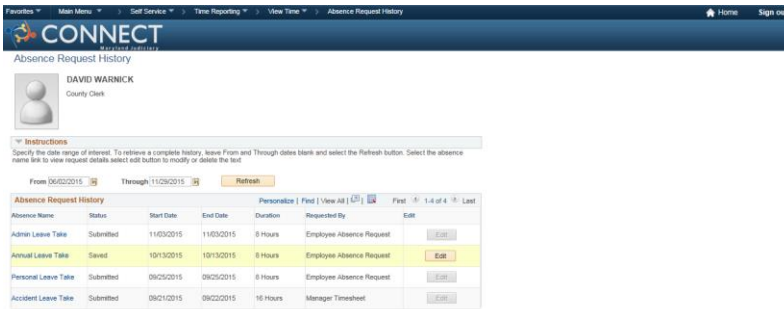 Favorites Main Menu > Self Service > Time Reporting > View Time > Absence Request History Home Sign ou
CONNECT
Maryland Judiciary
Absence Request History
DAVID WARNICK
County Clerk
Instructions
Specify the date range of interest. To retrieve a complete history, leave From and Through dates blank and select the Refresh button. Select the absence
name link to view request details.select edit button to modify or delete the text
From 06/02/2015 Through 11/29/2015 Refresh
Absence Request History Personalize | Find | View All | | First 1-4 of 4 Last
Absence Name Status Start Date End Date Duration Requested By Edit
Admin Leave Take Submitted 11/03/2015 11/03/2015 8 Hours Employee Absence Request Edit
Annual Leave Take Saved 10/13/2015 10/13/2015 8 Hours Employee Absence Request Edit
Personal Leave Take Submitted 09/25/2015 09/25/2015 8 Hours Employee Absence Request Edit
Accident Leave Take Submitted 09/21/2015 09/22/2015 16 Hours Manager Timesheet Edit